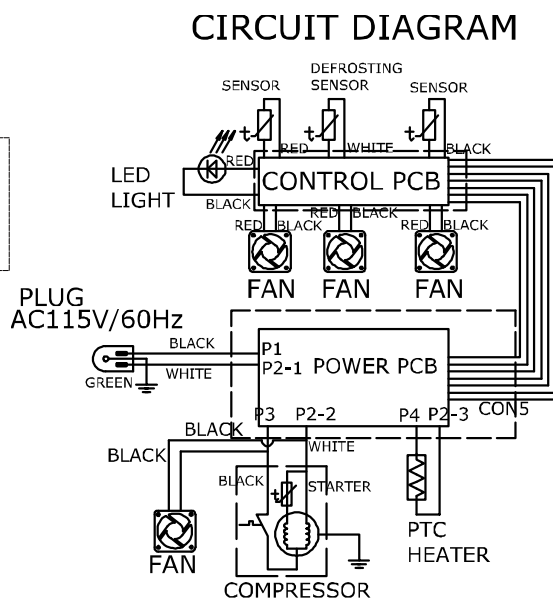 CIRCUIT DIAGRAM
DEFROSTING
SENSOR
SENSOR
SENSOR
t
t
t
RED
WHITE
BLACK
RED
LED
LIGHT
CONTROL PCB
BLACK
RED
BLACK
RED
BLACK
RED
BLACK
FAN
FAN
FAN
PLUG
AC115V/60Hz
BLACK
P1
WHITE
P2-1
POWER PCB
GREEN
P3
P2-2
P4
P2-3
CON5
BLACK
BLACK
WHITE
BLACK
STARTER
t
FAN
PTC
HEATER
COMPRESSOR